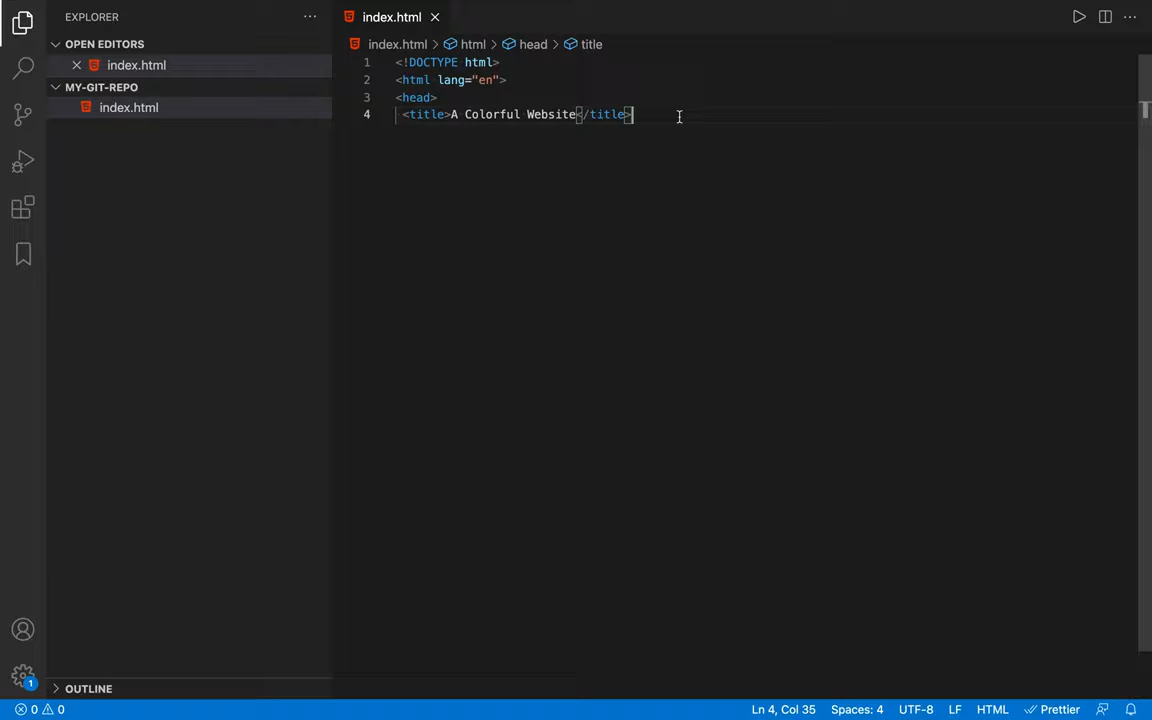 EXPLORER
index.html
OPEN EDITORS
index.html > html > head > title
index.html
MY-GIT-REPO
index.html
1 <!DOCTYPE html>
2 <html lang="en">
3 <head>
4 <title>A Colorful Website</title>
1
OUTLINE
0 0
Ln 4, Col 35 Spaces: 4 UTF-8 LF HTML Prettier